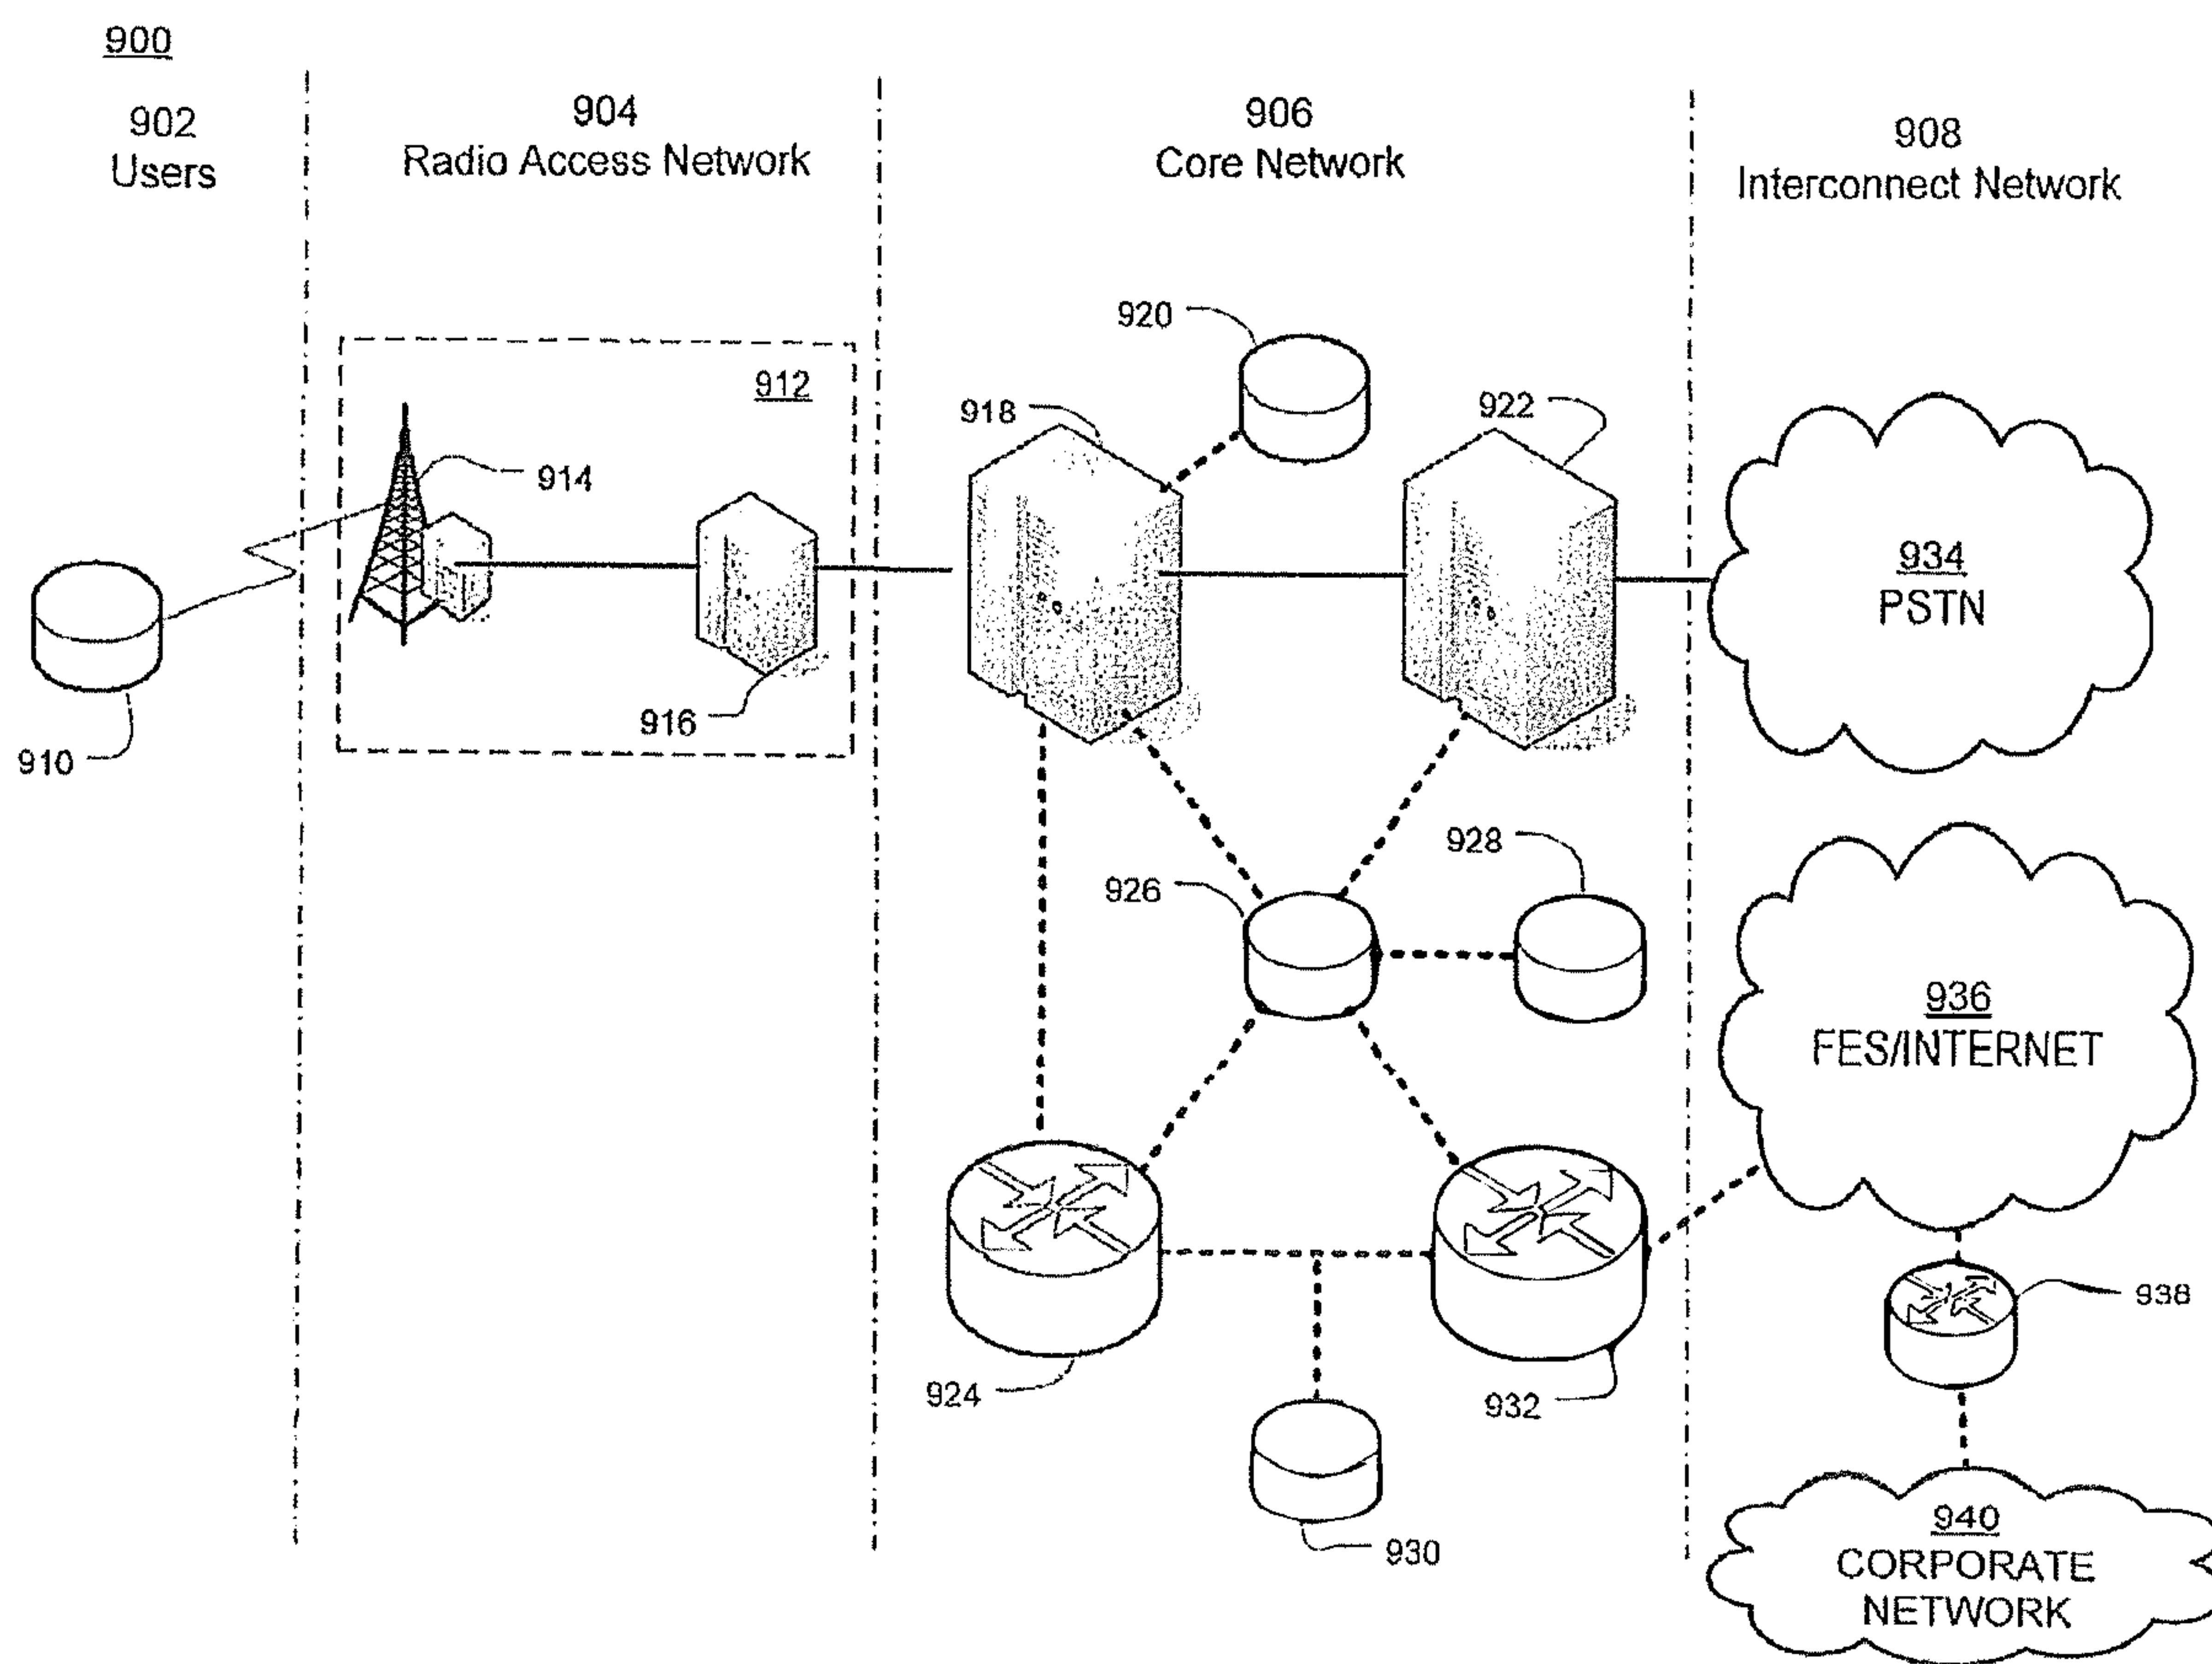 900
902
Users
904
Radio Access Network
906
Core Network
908
Interconnect Network
920
912
918
922
914
934
PSTN
916
910
928
926
936
FES/INTERNET
938
924
932
930
940
CORPORATE
NETWORK